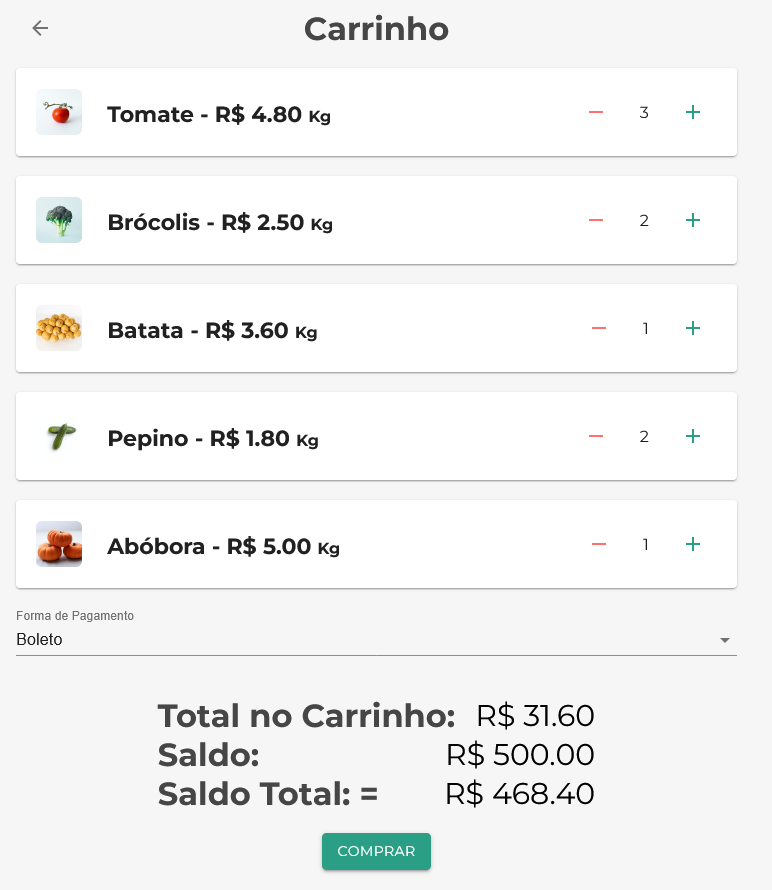 Carrinho
Tomate - R$ 4.80 Kg 3
Brócolis - R$ 2.50 Kg 2
Batata - R$ 3.60 Kg 1
Pepino - R$ 1.80 Kg 2
Abóbora - R$ 5.00 Kg 1
Forma de Pagamento
Boleto
Total no Carrinho: R$ 31.60
Saldo: R$ 500.00
Saldo Total: = R$ 468.40
COMPRAR